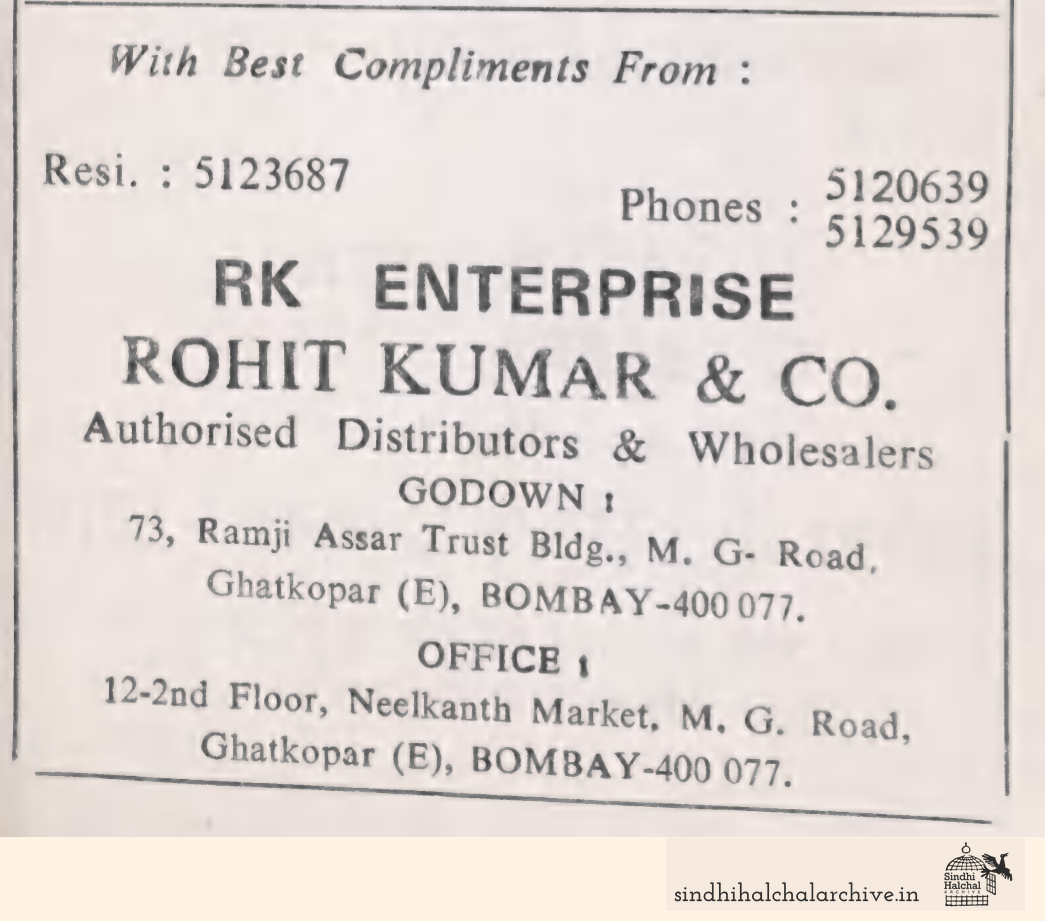 With Best Compliments From :
Resi. : 5123687
Phones : 5120639
5129539
RK ENTERPRISE
ROHIT KUMAR & CO.
Authorised Distributors & Wholesalers
GODOWN :
73, Ramji Assar Trust Bldg., M. G- Road,
Ghatkopar (E), BOMBAY-400 077.
OFFICE :
12-2nd Floor, Neelkanth Market, M. G. Road,
Ghatkopar (E), BOMBAY-400 077.
sindhihalchalarchive.in
Sindhi
Halchal
ARCHIVE